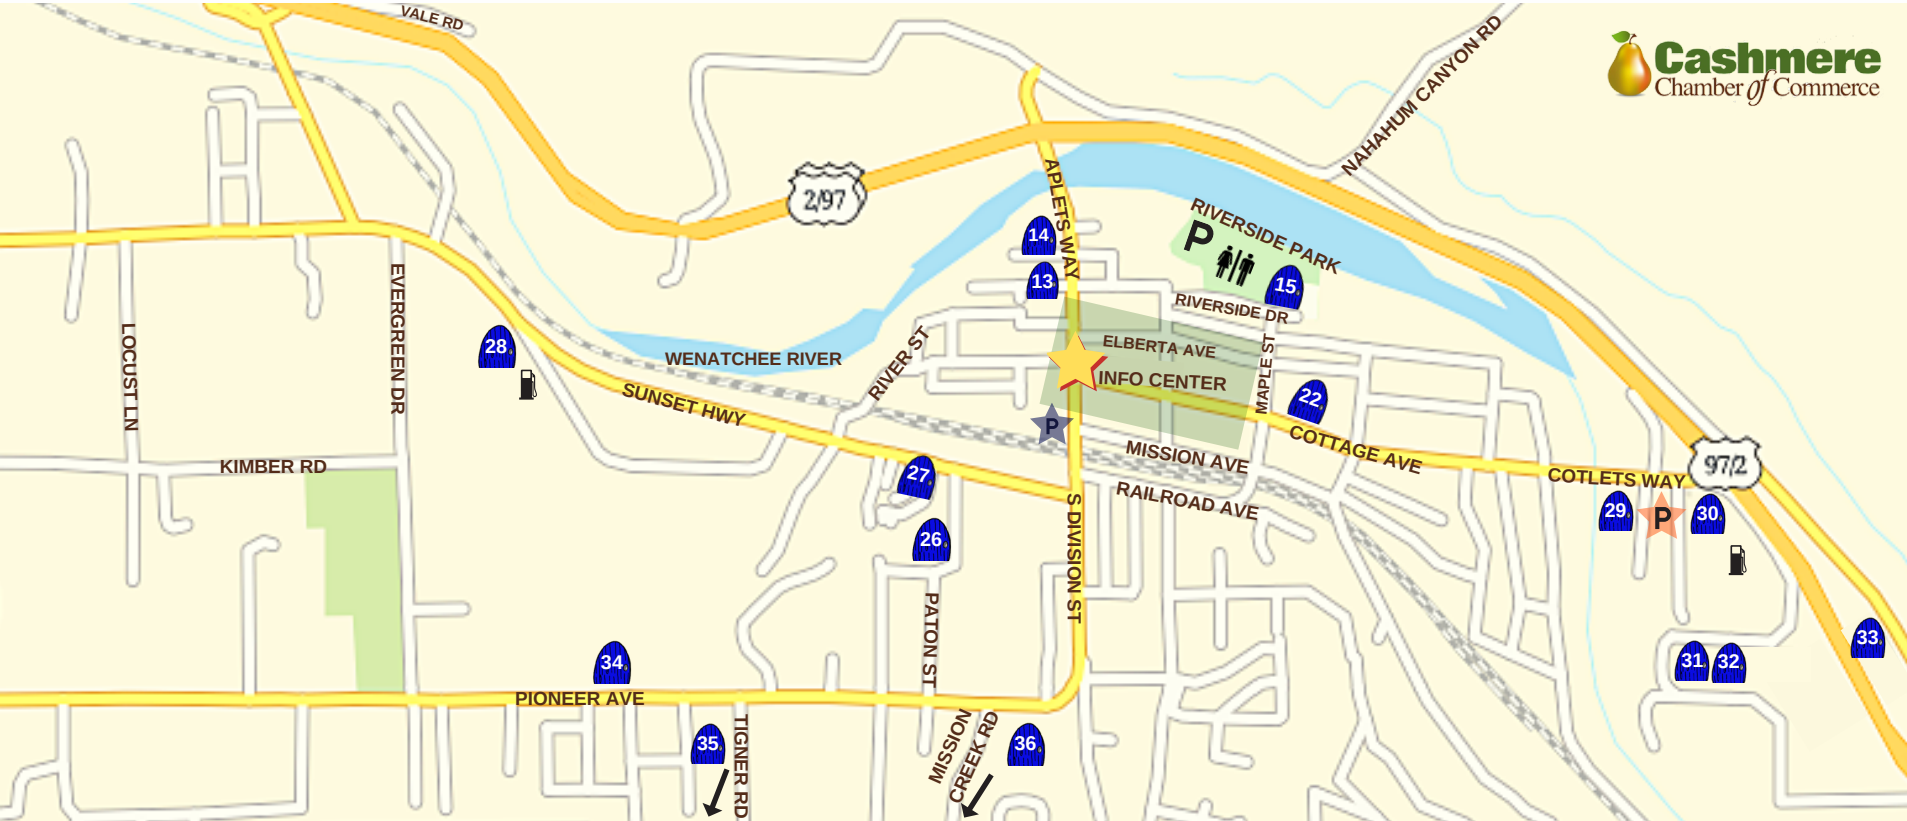 VALE RD
NAHAHUM CANYON RD
Cashmere
Chamber of Commerce
2/97
APLETS WAY
RIVERSIDE PARK
P
14
13
15
RIVERSIDE DR
EVERGREEN DR
LOCUST LN
28
WENATCHEE RIVER
RIVER ST
ELBERTA AVE
INFO CENTER
MAPLE ST
SUNSET HWY
P
22
COTTAGE AVE
MISSION AVE
KIMBER RD
27
RAILROAD AVE
COTLETS WAY
97/2
29
P
30
26
S DIVISION ST
PATON ST
34
31
32
33
PIONEER AVE
35
TIGNER RD
MISSION
CREEK RD
36